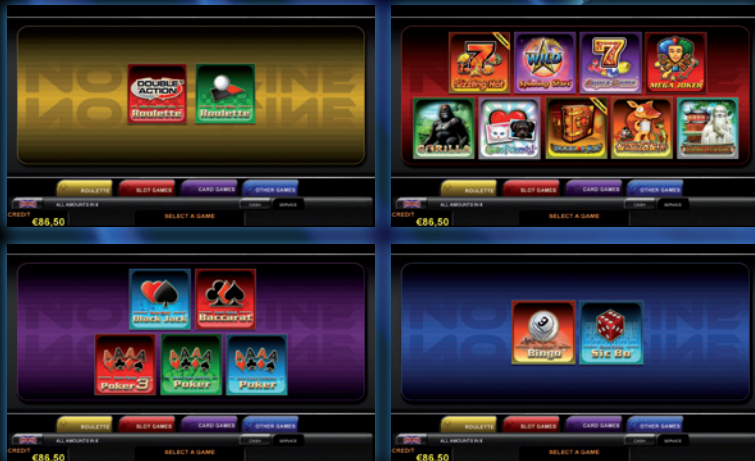 DOUBLE ACTION
Roulette
Roulette
ROULETTE
SLOT GAMES
CARD GAMES
OTHER GAMES
ALL AMOUNTS IN €
CASH
SERVICE
CREDIT
€86,50
SELECT A GAME
Sizzling Hot
WILD
Spinning Stars
MEGA JOKER
GORILLA
ROULETTE
SLOT GAMES
CARD GAMES
OTHER GAMES
ALL AMOUNTS IN €
CASH
SERVICE
CREDIT
€86,50
SELECT A GAME
Black Jack
Baccarat
Poker 3
Poker
Poker
ROULETTE
SLOT GAMES
CARD GAMES
OTHER GAMES
ALL AMOUNTS IN €
CASH
SERVICE
CREDIT
€86,50
SELECT A GAME
Bingo
Sic Bo
ROULETTE
SLOT GAMES
CARD GAMES
OTHER GAMES
ALL AMOUNTS IN €
CASH
SERVICE
CREDIT
€86,50
SELECT A GAME